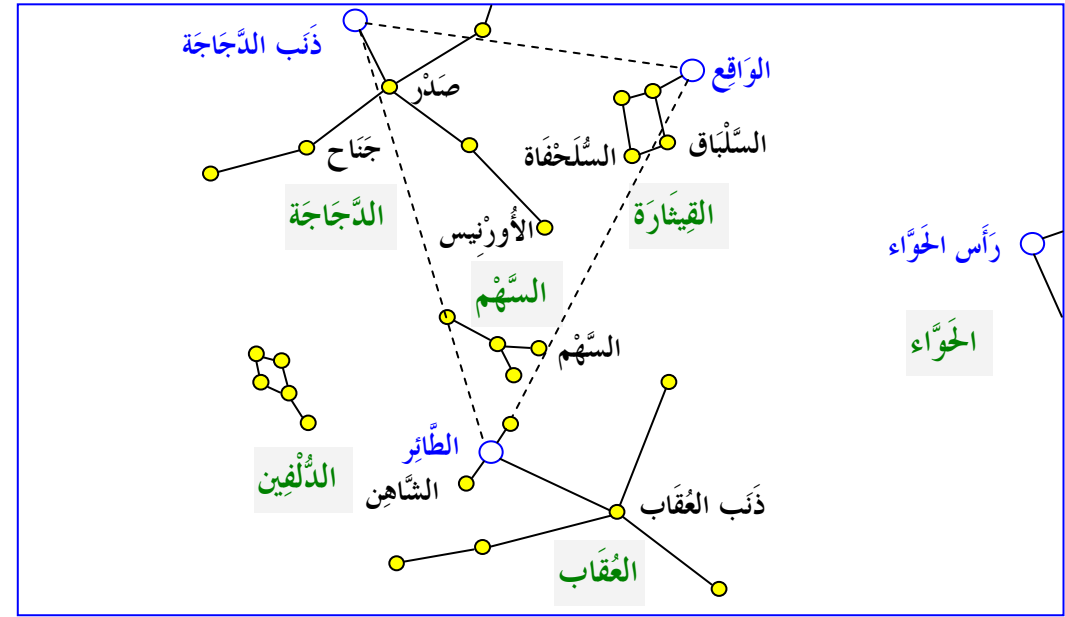 ذَنَب الدَّجَاجَة
الوَاقِع
صَدْر
السَّلْبَاق
السُّلَحْفَاة
جَنَاح
القِيثَارَة
الدَّجَاجَة
الأُورْنِيس
رَأَس الحَوَّاء
السَّهْم
الحَوَّاء
السَّهْم
الطَّائِر
الدُّلْفِين
الشَّاهِن
ذَنَب العُقَاب
العُقَاب